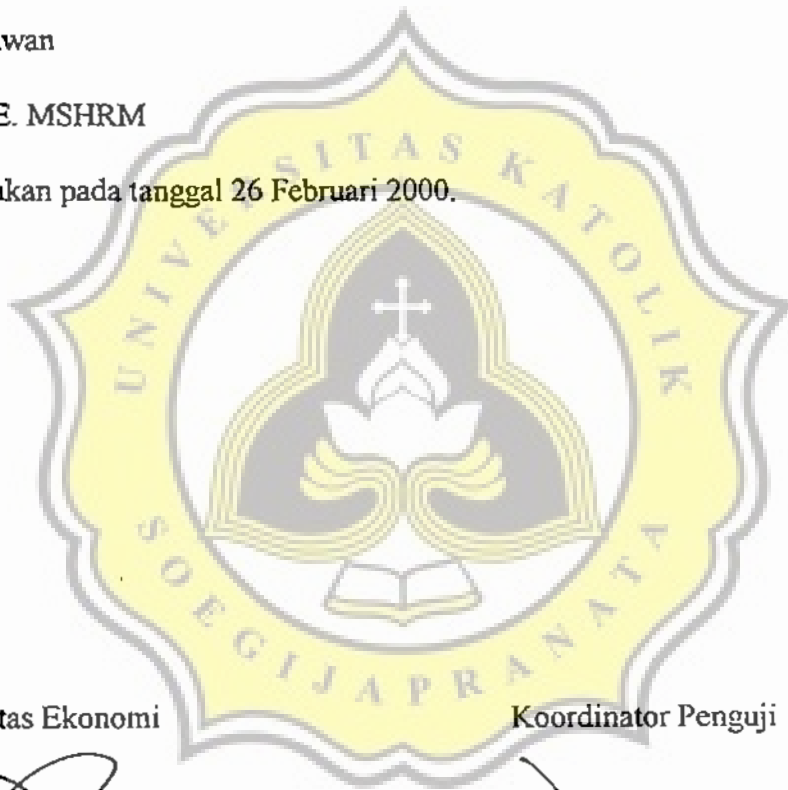 wan
E. MSHRM
kan pada tanggal 26 Februari 2000.
UNIVERSITAS KATOLIK
SOEGIJAPRANATA
tas Ekonomi
Koordinator Penguji